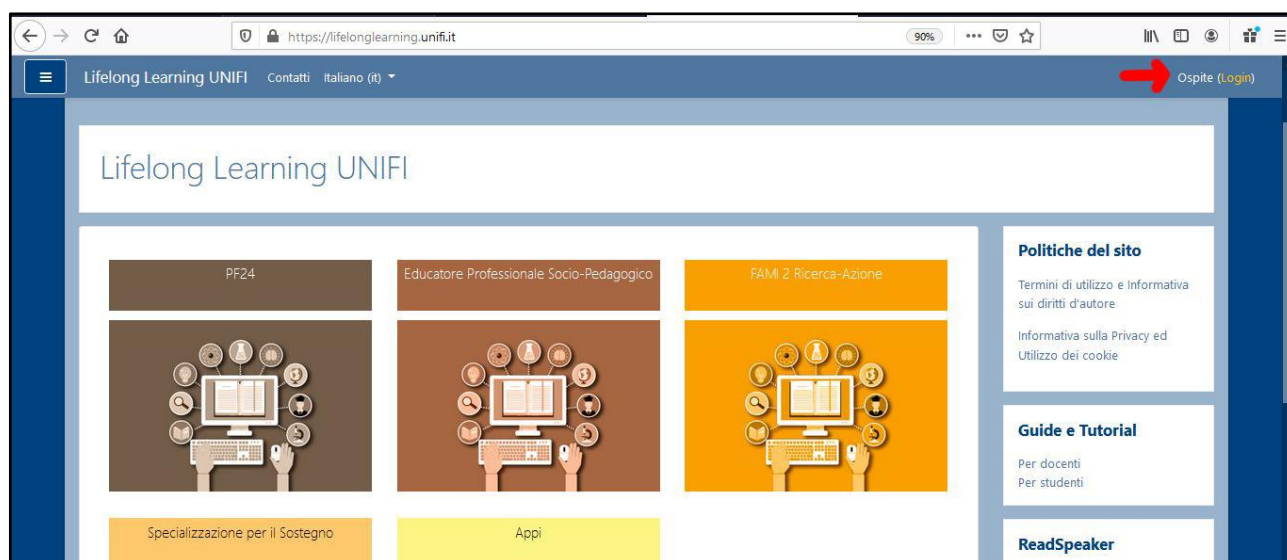 https://lifelonglearning.unifi.it
90%
Lifelong Learning UNIFI Contatti Italiano (it)
Ospite (Login)
Lifelong Learning UNIFI
PF24
Educatore Professionale Socio-Pedagogico
FAMI 2 Ricerca-Azione
Specializzazione per il Sostegno
Appi
Politiche del sito
Termini di utilizzo e Informativa
sui diritti d'autore
Informativa sulla Privacy ed
Utilizzo dei cookie
Guide e Tutorial
Per docenti
Per studenti
ReadSpeaker